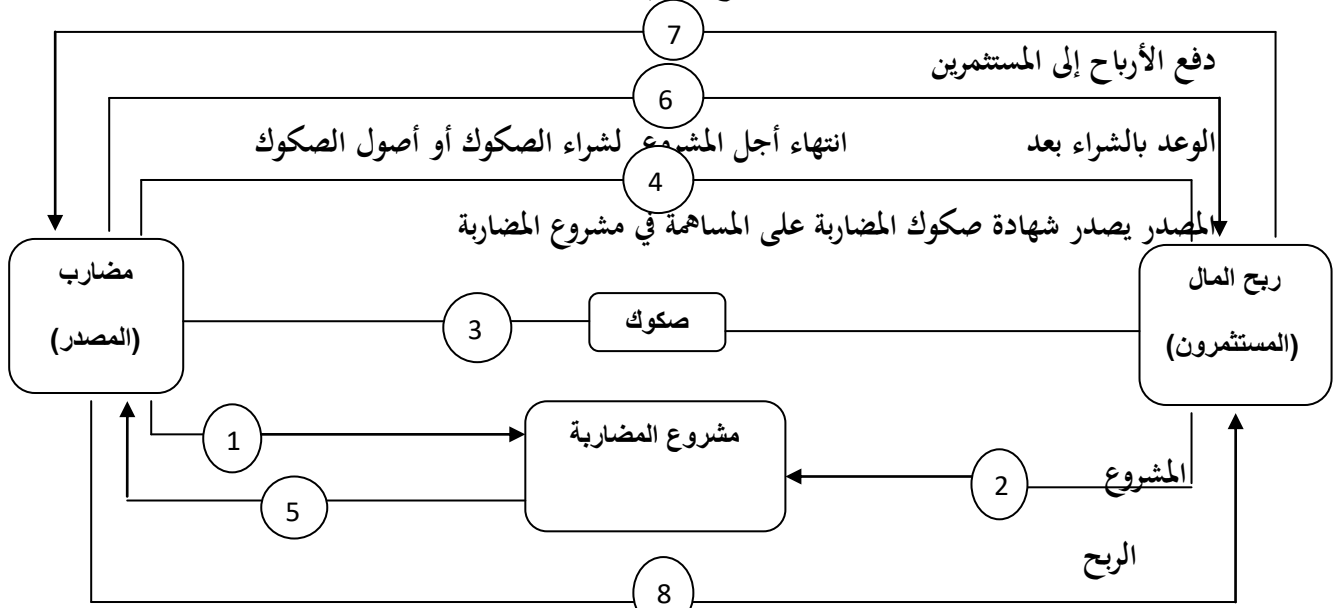 7
دفع الأرباح إلى المستثمرين
6
الوعد بالشراء بعد انتهاء أجل المشروع لشراء الصكوك أو أصول الصكوك
4
المصدر يصدر شهادة صكوك المضاربة على المساهمة في مشروع المضاربة
ربح المال
(المستثمرون)
مضارب
(المصدر)
صكوك
3
مشروع المضاربة
1
2
المشروع
5
الربح
8